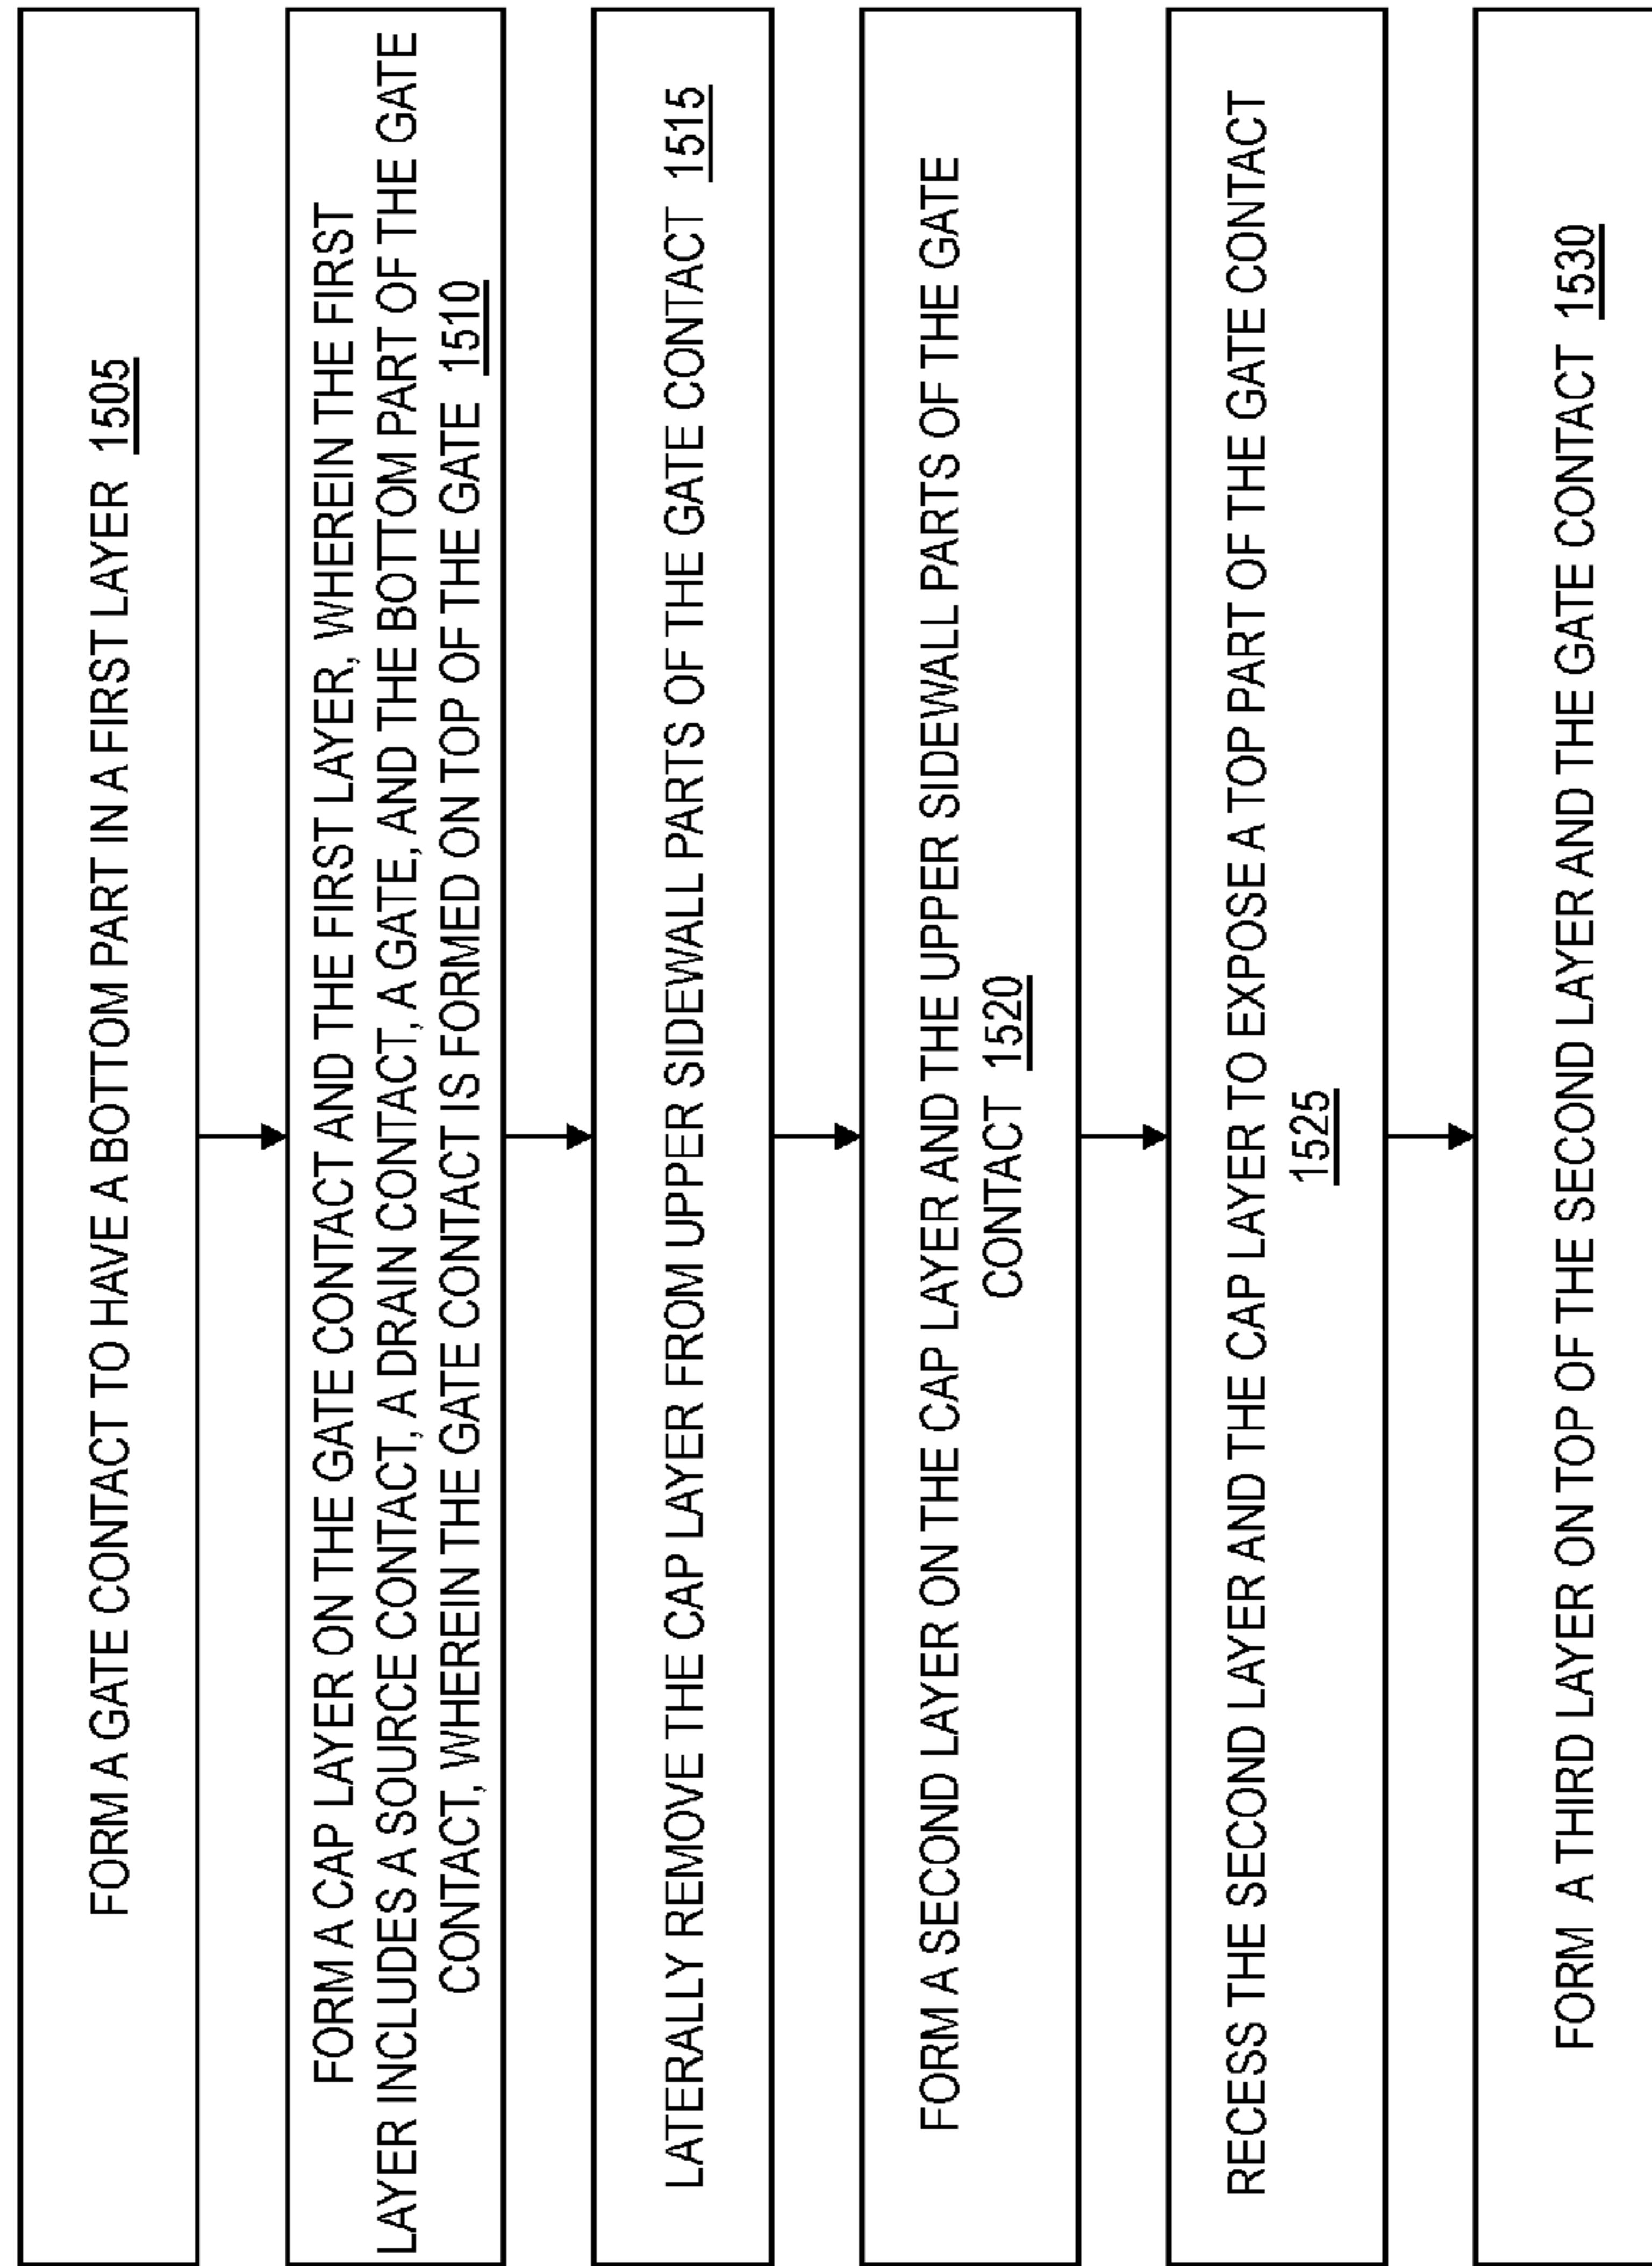 FORM A GATE CONTACT TO HAVE A BOTTOM PART IN A FIRST LAYER 1505
FORM A CAP LAYER ON THE GATE CONTACT AND THE FIRST LAYER, WHEREIN THE FIRST
LAYER INCLUDES A SOURCE CONTACT, A DRAIN CONTACT, A GATE, AND THE BOTTOM PART OF THE GATE
CONTACT, WHEREIN THE GATE CONTACT IS FORMED ON TOP OF THE GATE 1510
LATERALLY REMOVE THE CAP LAYER FROM UPPER SIDEWALL PARTS OF THE GATE CONTACT 1515
FORM A SECOND LAYER ON THE CAP LAYER AND THE UPPER SIDEWALL PARTS OF THE GATE
CONTACT 1520
RECESS THE SECOND LAYER AND THE CAP LAYER TO EXPOSE A TOP PART OF THE GATE CONTACT
1525
FORM A THIRD LAYER ON TOP OF THE SECOND LAYER AND THE GATE CONTACT 1530